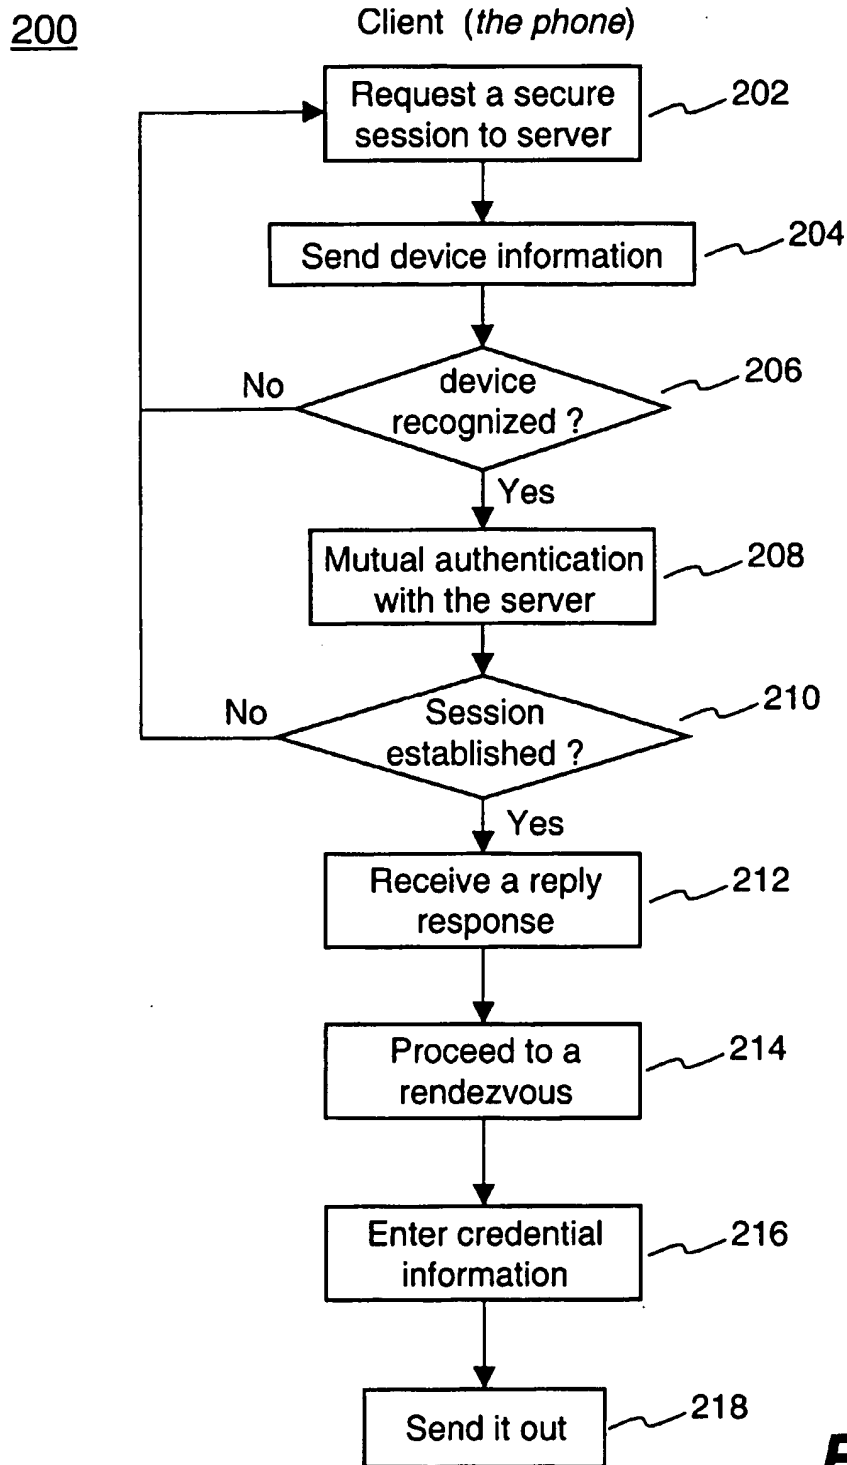 200
Client (the phone)
Request a secure
session to server
202
Send device information
204
device
recognized ?
206
No
Yes
Mutual authentication
with the server
208
Session
established ?
210
No
Yes
Receive a reply
response
212
Proceed to a
rendezvous
214
Enter credential
information
216
Send it out
218